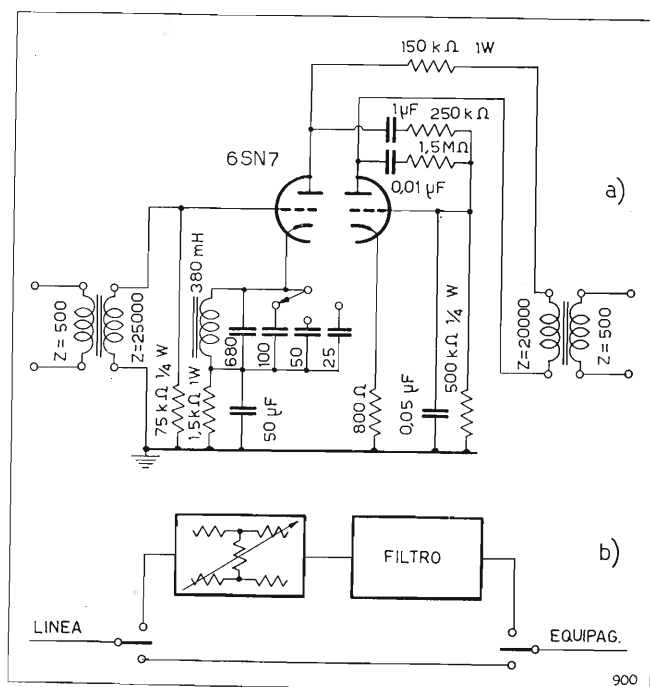 150 kΩ 1W
1µF 250 kΩ
1,5 MΩ
0,01 µF
6SN7
a)
380 mH
Z=500
Z=25000
680
100
50
25
Z=20000
Z=500
75 kΩ 1/4 W
1,5 kΩ 1W
50 µF
800 Ω
0,05 µF
500 kΩ 1/4 W
b)
FILTRO
LINEA
EQUIPAG.
900